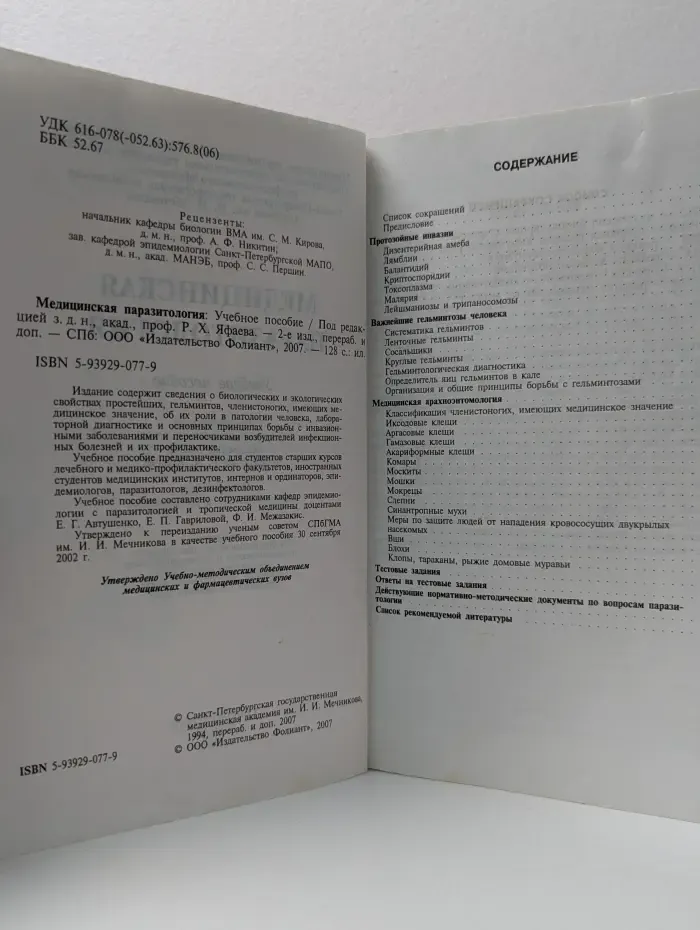 УДК 616-078(-052.63):576.8(06)
ББК 52.67
Рецензенты:
начальник кафедры биологии ВМА им. С. М. Кирова,
д. м. н., проф. А. Ф. Никитин;
зав. кафедрой эпидемиологии Санкт-Петербургской МАПО,
д. м. н., акад. МАНЭБ, проф. С. С. Першин.
Медицинская паразитология: Учебное пособие / Под редак-
цией з. д. н., акад., проф. Р. Х. Яфаева. — 2-е изд., перераб. и
доп. — СПб: ООО «Издательство Фолиант», 2007. — 128 с.: ил.
ISBN 5-93929-077-9
Издание содержит сведения о биологических и экологических
свойствах простейших, гельминтов, членистоногих, имеющих ме-
дицинское значение, об их роли в патологии человека, лабора-
торной диагностике и основных принципах борьбы с инвазион-
ными заболеваниями и переносчиками возбудителей инфекцион-
ных болезней и их профилактике.
Учебное пособие предназначено для студентов старших курсов
лечебного и медико-профилактического факультетов, иностранных
студентов медицинских институтов, интернов и ординаторов, эпи-
демиологов, паразитологов, дезинфектологов.
Учебное пособие составлено сотрудниками кафедр эпидемио-
логии с паразитологией и тропической медицины доцентами
Е. Г. Автушенко, Е. П. Гавриловой, Ф. И. Межазакис.
Утверждено к переизданию ученым советом СПбГМА
им. И. И. Мечникова в качестве учебного пособия 30 сентября
2002 г.
Утверждено Учебно-методическим объединением
медицинских и фармацевтических вузов
© Санкт-Петербургская государственная
медицинская академия им. И. И. Мечникова,
1994, перераб. и доп. 2007
© ООО «Издательство Фолиант», 2007
ISBN 5-93929-077-9
СОДЕРЖАНИЕ
Список сокращений
Предисловие
Протозойные инвазии
Дизентерийная амеба
Лямблии
Балантидий
Криптоспоридии
Токсоплазма
Малярия
Лейшманиозы и трипаносомозы
Важнейшие гельминтозы человека
Систематика гельминтов
Ленточные гельминты
Сосальщики
Круглые гельминты
Гельминтологическая диагностика
Определитель яиц гельминтов в кале
Организация и общие принципы борьбы с гельминтозами
Медицинская арахноэнтомология
Классификация членистоногих, имеющих медицинское значение
Иксодовые клещи
Аргасовые клещи
Гамазовые клещи
Акариформные клещи
Комары
Москиты
Мошки
Мокрецы
Слепни
Синантропные мухи
Меры по защите людей от нападения кровососущих двукрылых
насекомых
Вши
Блохи
Клопы, тараканы, рыжие домовые муравьи
Тестовые задания
Ответы на тестовые задания
Действующие нормативно-методические документы по вопросам парази-
тологии
Список рекомендуемой литературы